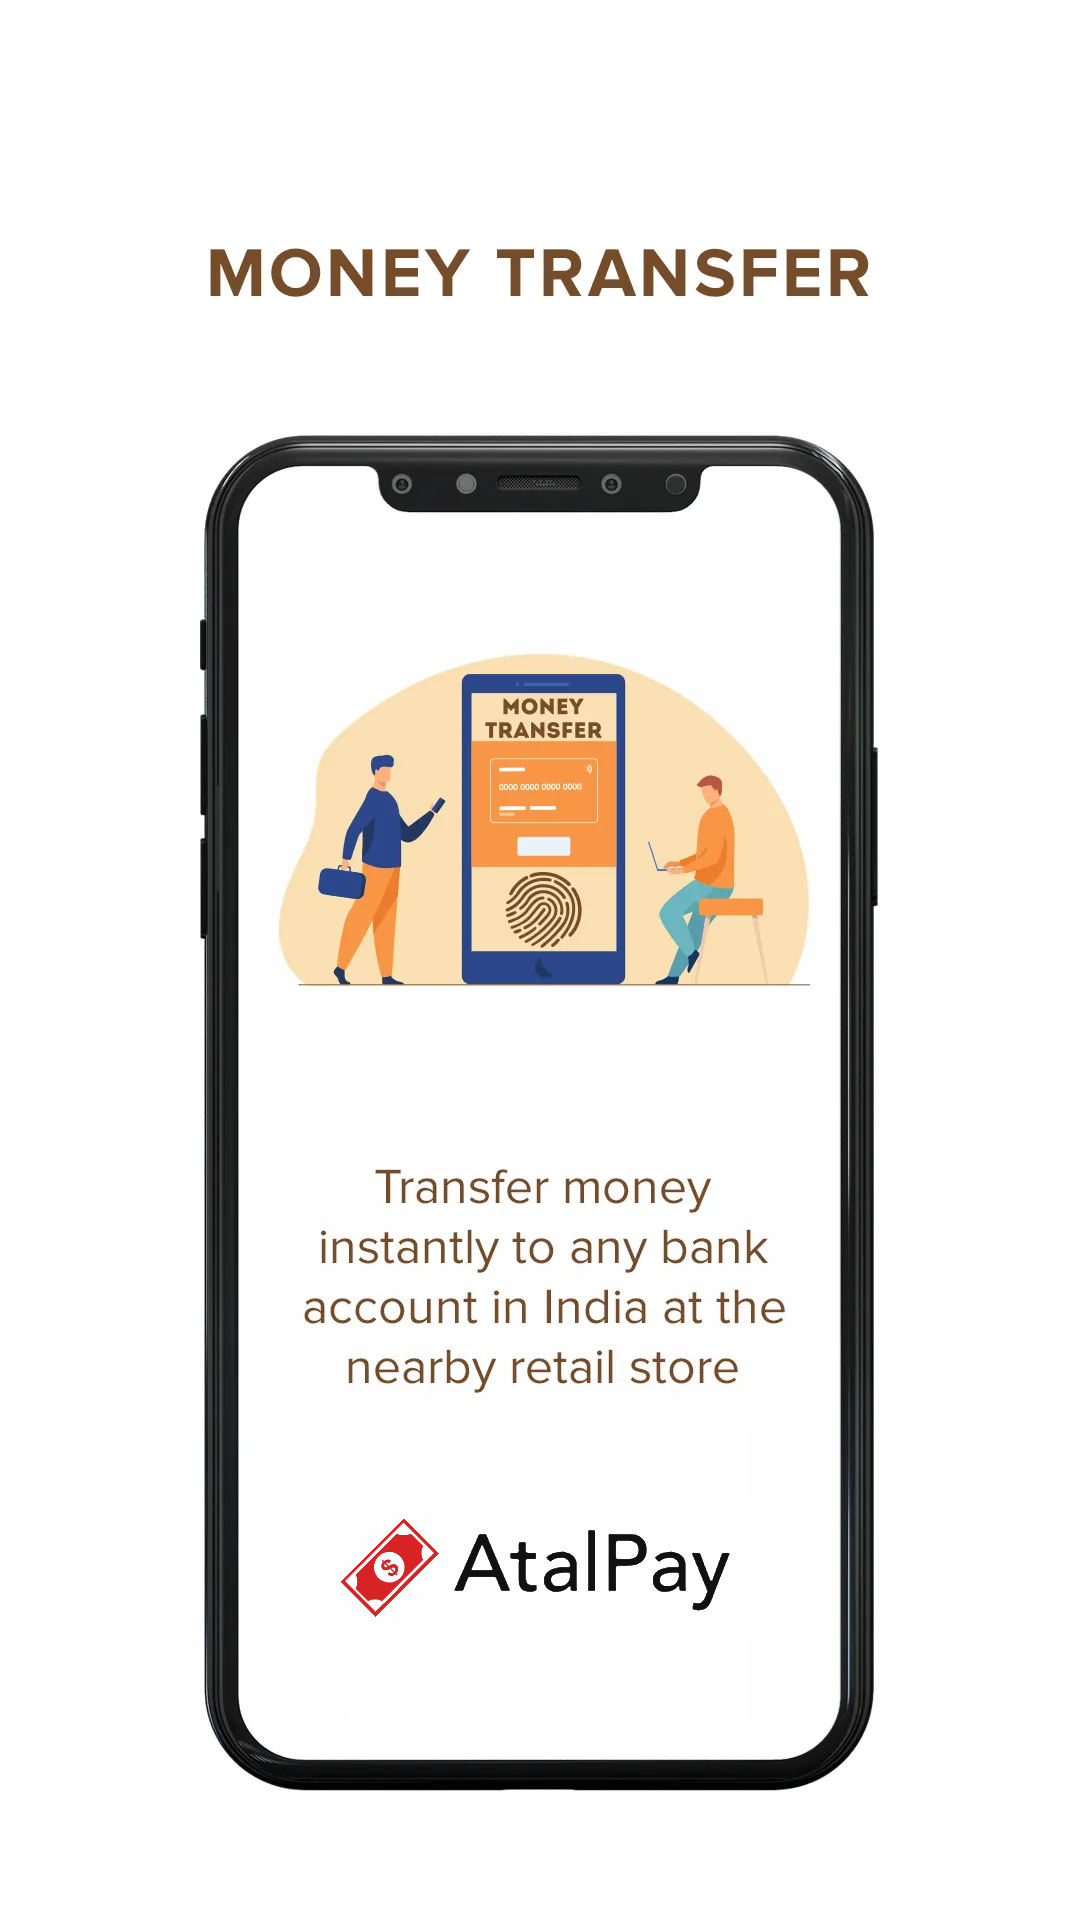 MONEY TRANSFER
MONEY
TRANSFER
0000 0000 0000 0000
Transfer money
instantly to any bank
account in India at the
nearby retail store
$
AtalPay